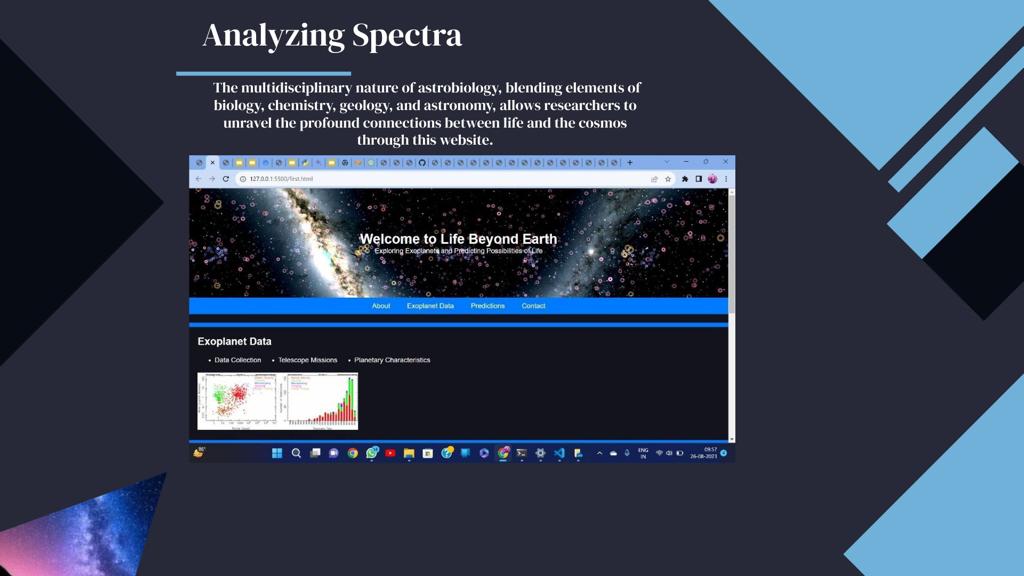 Analyzing Spectra
The multidisciplinary nature of astrobiology, blending elements of
biology, chemistry, geology, and astronomy, allows researchers to
unravel the profound connections between life and the cosmos
through this website.
127.0.0.1:5500/first.html
Welcome to Life Beyond Earth
Exploring Exoplanets and Predicting Possibilities of Life
About Exoplanet Data Predictions Contact
Exoplanet Data
• Data Collection • Telescope Missions • Planetary Characteristics
86°
ENG
IN
09:57
26-08-2023